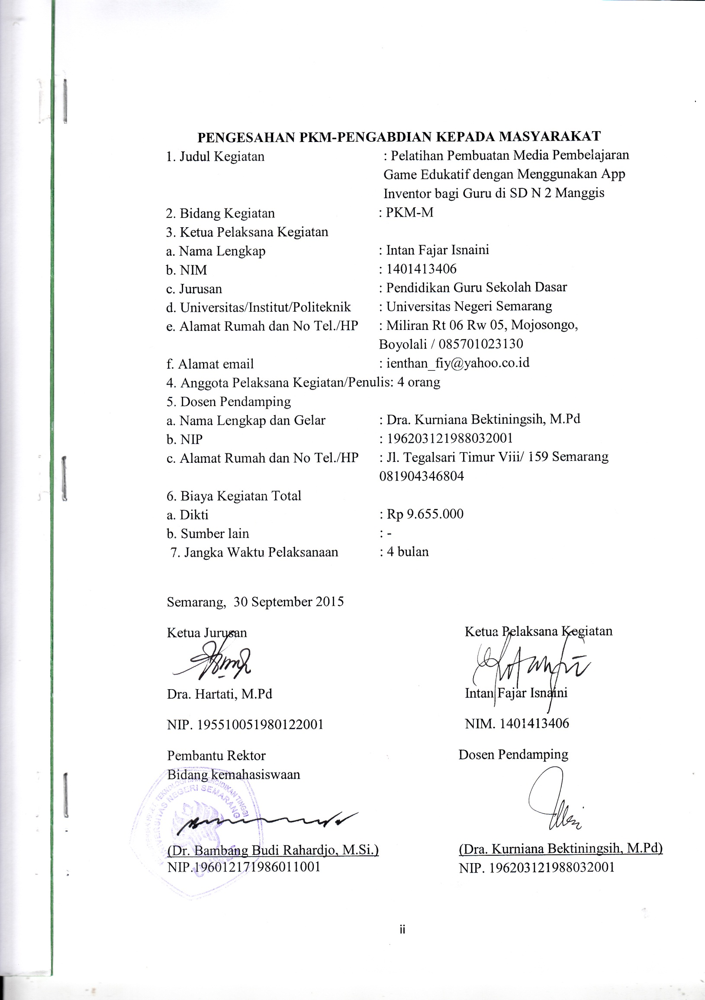 PENGESAHAN PKM-PENGABDIAN KEPADA MASYARAKAT
1. Judul Kegiatan : Pelatihan Pembuatan Media Pembelajaran
Game Edukatif dengan Menggunakan App
Inventor bagi Guru di SD N 2 Manggis
2. Bidang Kegiatan : PKM-M
3. Ketua Pelaksana Kegiatan
a. Nama Lengkap : Intan Fajar Isnaini
b. NIM : 1401413406
c. Jurusan : Pendidikan Guru Sekolah Dasar
d. Universitas/Institut/Politeknik : Universitas Negeri Semarang
e. Alamat Rumah dan No Tel./HP : Miliran Rt 06 Rw 05, Mojosongo,
Boyolali / 085701023130
f. Alamat email : ienthan_fiy@yahoo.co.id
4. Anggota Pelaksana Kegiatan/Penulis: 4 orang
5. Dosen Pendamping
a. Nama Lengkap dan Gelar : Dra. Kurniana Bektiningsih, M.Pd
b. NIP : 196203121988032001
c. Alamat Rumah dan No Tel./HP : Jl. Tegalsari Timur Viii/ 159 Semarang
081904346804
6. Biaya Kegiatan Total
a. Dikti : Rp 9.655.000
b. Sumber lain : -
7. Jangka Waktu Pelaksanaan : 4 bulan
Semarang, 30 September 2015
Ketua Jurusan Ketua Pelaksana Kegiatan
Dra. Hartati, M.Pd Intan Fajar Isnaini
NIP. 195510051980122001 NIM. 1401413406
Pembantu Rektor Dosen Pendamping
Bidang kemahasiswaan
TEKNOLOGI DAN PENDIDIKAN TINGGI
UNIVERSITAS NEGERI SEMARANG
UNNES
(Dr. Bambang Budi Rahardjo, M.Si.) (Dra. Kurniana Bektiningsih, M.Pd)
NIP.196012171986011001 NIP. 196203121988032001
ii